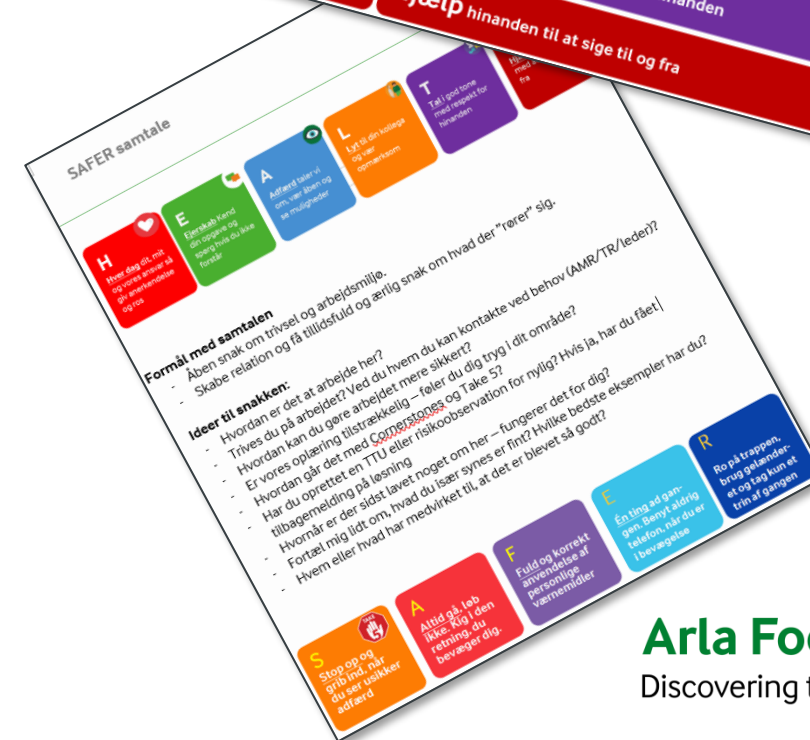 hinanden
hjælp hinanden til at sige til og fra
SAFER samtale
H
Hver dag dit, mit
og vores ansvar så
giv anerkendelse
og ros
E
Ejerskab Kend
din opgave og
spørg hvis du ikke
forstår
A
Adfærd taler vi
om, vær åben og
se muligheder
L
Lyt til din kollega
og vær
opmærksom
T
Tal i god tone
med respekt for
hinanden
fra
Formål med samtalen
- Åben snak om trivsel og arbejdsmiljø.
- Skabe relation og få tillidsfuld og ærlig snak om hvad der "rører" sig.
Ideer til snakken:
- Hvordan er det at arbejde her?
- Trives du på arbejdet? Ved du hvem du kan kontakte ved behov (AMR/TR/leder)?
- Hvordan kan du gøre arbejdet mere sikkert?
- Er vores oplæring tilstrækkelig – føler du dig tryg i dit område?
- Hvordan går det med Cornerstones og Take 5?
- Har du oprettet en TTU eller risikoobservation for nylig? Hvis ja, har du fået
tilbagemelding på løsning
- Hvornår er der sidst lavet noget om her – fungerer det for dig?
- Fortæl mig lidt om, hvad du især synes er fint? Hvilke bedste eksempler har du?
- Hvem eller hvad har medvirket til, at det er blevet så godt?
S
TAKE
5
Stop op og
grib ind, når
du ser usikker
adfærd
A
Altid gå, løb
ikke. Kig i den
retning, du
bevæger dig.
F
Fuld og korrekt
anvendelse af
personlige
værnemidler
E
Én ting ad gan-
gen. Benyt aldrig
telefon, når du er
i bevægelse
R
Ro på trappen,
brug gelænder-
et og tag kun et
trin af gangen
Arla Foo
Discovering t